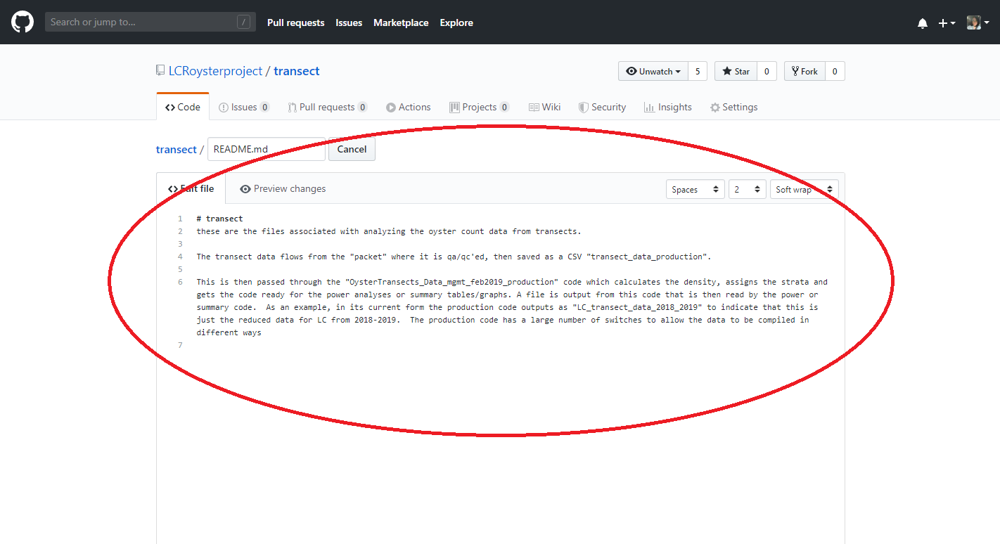 Search or jump to... /
Pull requests Issues Marketplace Explore
LCRoysterproject / transect
Unwatch 5 Star 0 Fork 0
Code Issues 0 Pull requests 0 Actions Projects 0 Wiki Security Insights Settings
transect / README.md Cancel
Edit file Preview changes Spaces 2 Soft wrap
1 # transect
2 these are the files associated with analyzing the oyster count data from transects.
3
4 The transect data flows from the "packet" where it is qa/qc'ed, then saved as a CSV "transect_data_production".
5
6 This is then passed through the "OysterTransects_Data_mgmt_feb2019_production" code which calculates the density, assigns the strata and
gets the code ready for the power analyses or summary tables/graphs. A file is output from this code that is then read by the power or
summary code.  As an example, in its current form the production code outputs as "LC_transect_data_2018_2019" to indicate that this is
just the reduced data for LC from 2018-2019.  The production code has a large number of switches to allow the data to be compiled in
different ways
7